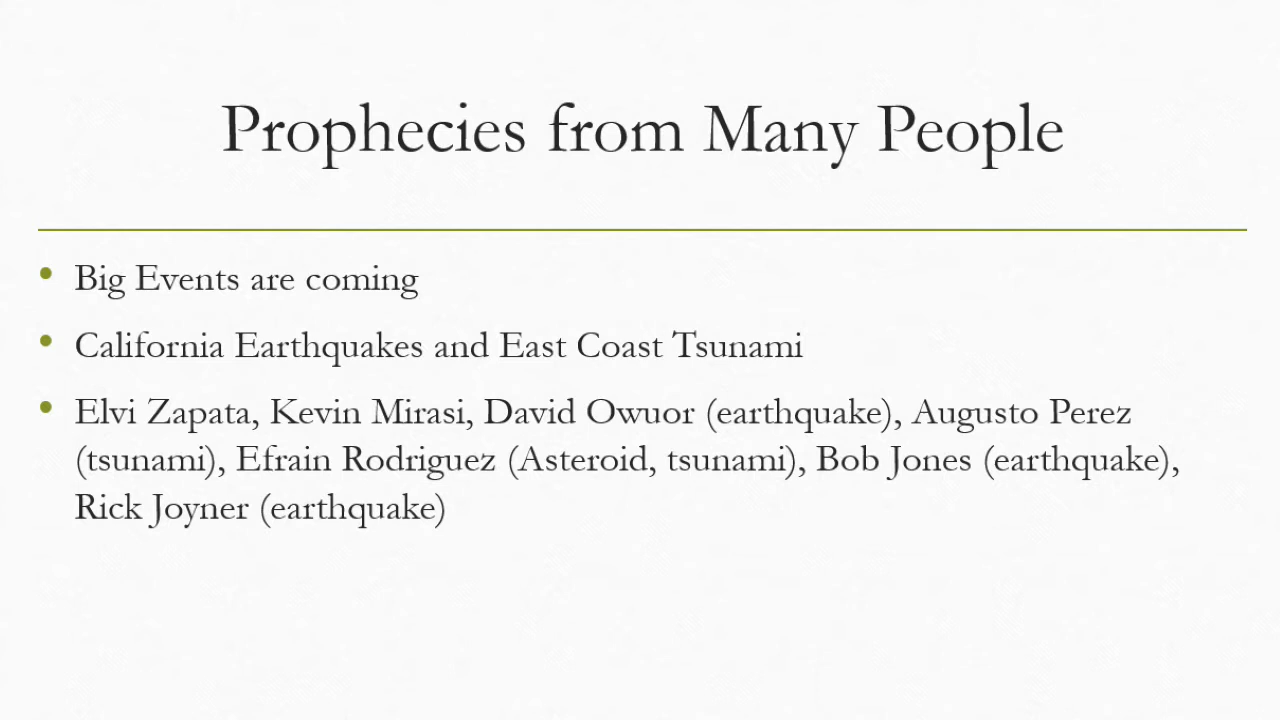 Prophecies from Many People
• Big Events are coming
• California Earthquakes and East Coast Tsunami
• Elvi Zapata, Kevin Mirasi, David Owuor (earthquake), Augusto Perez
(tsunami), Efrain Rodriguez (Asteroid, tsunami), Bob Jones (earthquake),
Rick Joyner (earthquake)